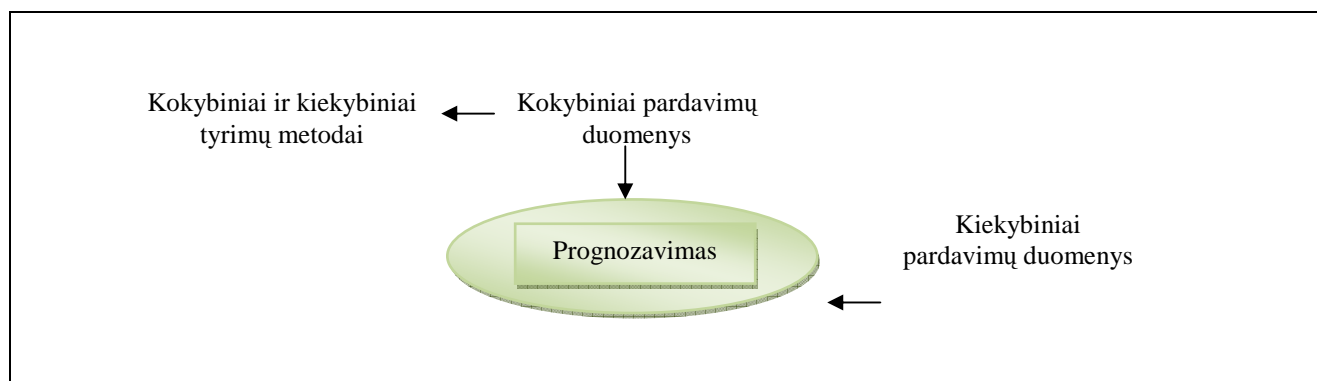 Kokybiniai ir kiekybiniai
tyrimų metodai
Kokybiniai pardavimų
duomenys
Prognozavimas
Kiekybiniai
pardavimų duomenys